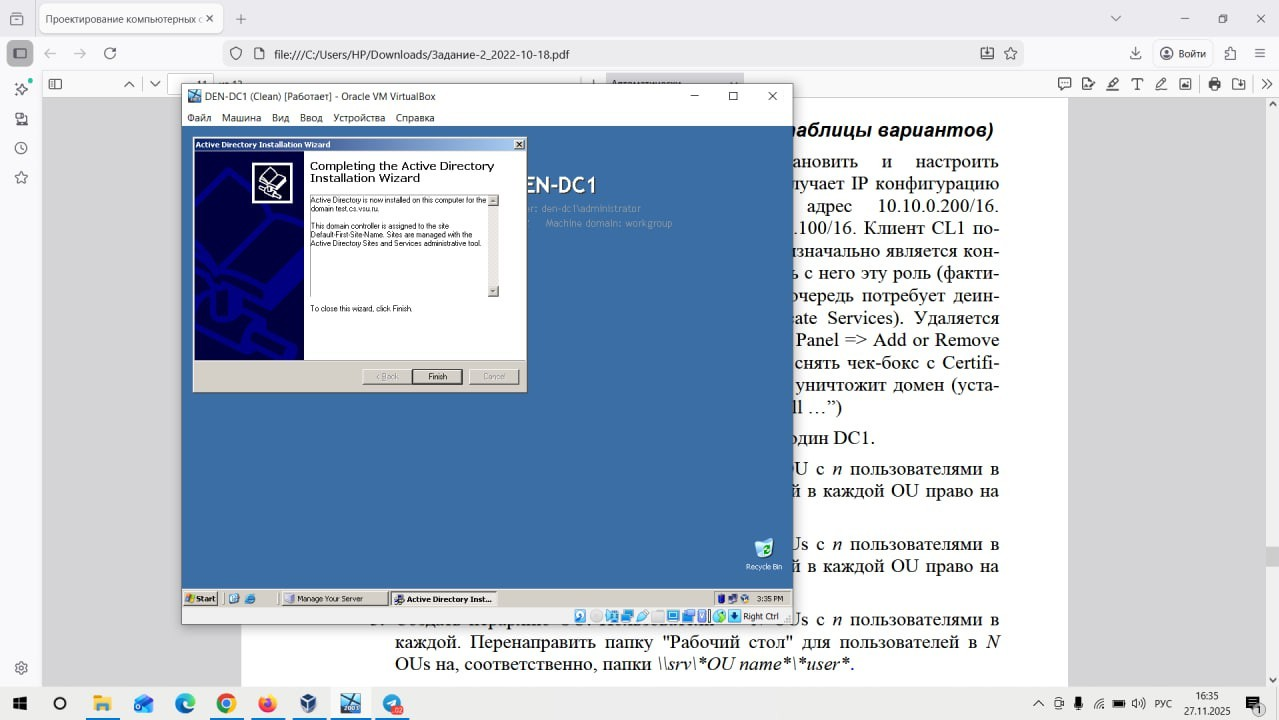 Проектирование компьютерных с
file:///C:/Users/HP/Downloads/Задание-2_2022-10-18.pdf
Войти
DEN-DC1 (Clean) [Работает] - Oracle VM VirtualBox
Файл Машина Вид Ввод Устройства Справка
Active Directory Installation Wizard
Completing the Active Directory
Installation Wizard
Active Directory is now installed on this computer for the
domain test.cs.vsu.ru.
This domain controller is assigned to the site
Default-First-Site-Name. Sites are managed with the
Active Directory Sites and Services administrative tool.
To close this wizard, click Finish.
< Back
Finish
Cancel
EN-DC1
er: den-dc1\administrator
Machine domain: workgroup
Recycle Bin
Start
Manage Your Server
Active Directory Inst...
3:35 PM
Right Ctrl
аблицы вариантов)
ановить и настроить
лучает IP конфигурацию
адрес 10.10.0.200/16.
.100/16. Клиент CL1 по-
изначально является кон-
ь с него эту роль (факти-
очередь потребует деин-
cate Services). Удаляется
Panel => Add or Remove
снять чек-бокс с Certifi-
уничтожит домен (уста-
ll …”)
один DC1.
OU с n пользователями в
й в каждой OU право на
Us с n пользователями в
й в каждой OU право на
Us с n пользователями в
каждой. Перенаправить папку "Рабочий стол" для пользователей в N
OUs на, соответственно, папки \\srv\*OU name*\*user*.
РУС
16:35
27.11.2025